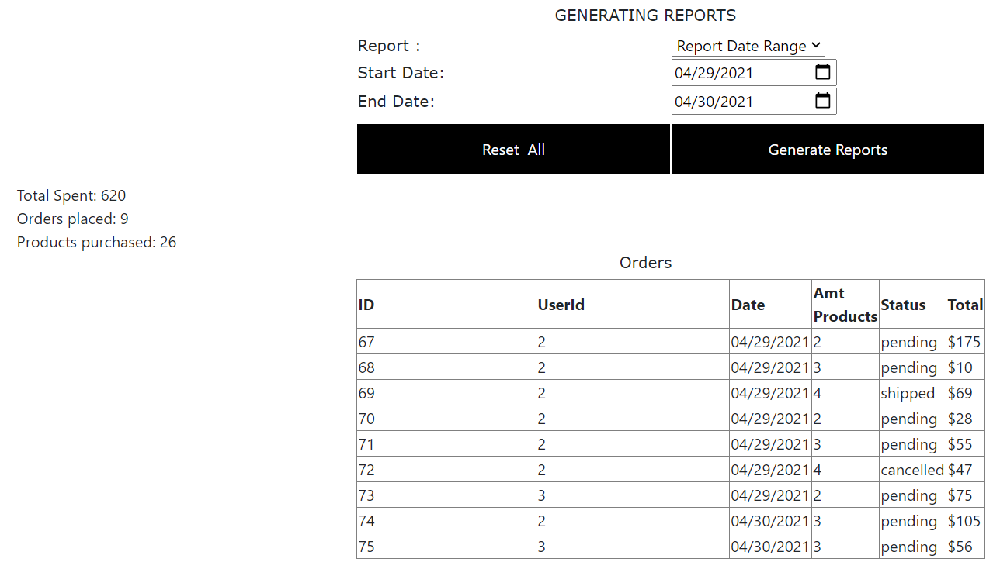 GENERATING REPORTS
Report : Report Date Range
Start Date: 04/29/2021
End Date: 04/30/2021
Reset All Generate Reports
Total Spent: 620
Orders placed: 9
Products purchased: 26
Orders
ID UserId Date Amt Products Status Total
67 2 04/29/2021 2 pending $175
68 2 04/29/2021 3 pending $10
69 2 04/29/2021 4 shipped $69
70 2 04/29/2021 2 pending $28
71 2 04/29/2021 3 pending $55
72 2 04/29/2021 4 cancelled $47
73 3 04/29/2021 2 pending $75
74 2 04/30/2021 3 pending $105
75 3 04/30/2021 3 pending $56